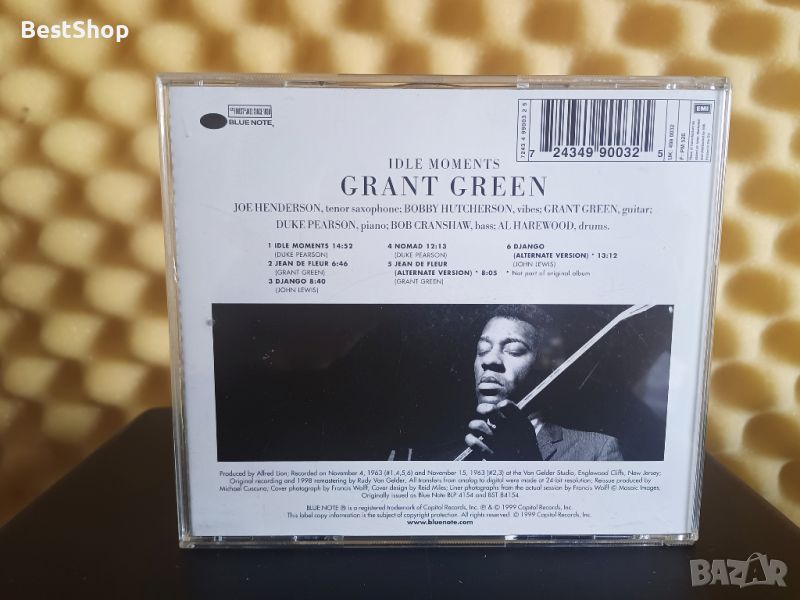 BestShop
BLUE NOTE.
7243 4 99003 2 5
7 24349 90032 5
EMI
IDLE MOMENTS
GRANT GREEN
JOE HENDERSON, tenor saxophone; BOBBY HUTCHERSON, vibes; GRANT GREEN, guitar;
DUKE PEARSON, piano; BOB CRANSHAW, bass; AL HAREWOOD, drums.
1 IDLE MOMENTS 14:52
(DUKE PEARSON)
2 JEAN DE FLEUR 6:46
(GRANT GREEN)
3 DJANGO 8:40
(JOHN LEWIS)
4 NOMAD 12:13
(DUKE PEARSON)
5 JEAN DE FLEUR
(ALTERNATE VERSION) * 8:05
(GRANT GREEN)
6 DJANGO
(ALTERNATE VERSION) * 13:12
(JOHN LEWIS)
* Not part of original album
Produced by Alfred Lion; Recorded on November 4, 1963 (#1,4,5,6) and November 15, 1963 (#2,3) at the Van Gelder Studio, Englewood Cliffs, New Jersey;
Original recording and 1998 remastering by Rudy Van Gelder. All transfers from analog to digital were made at 24-bit resolution; Reissue produced by
Michael Cuscuna; Cover photograph by Francis Wolff; Cover design by Reid Miles; Liner photographs from the actual session by Francis Wolff © Mosaic Images.
Originally issued as Blue Note BLP 4154 and BST 84154.
BLUE NOTE ® is a registered trademark of Capitol Records, Inc. ℗ & © 1999 Capitol Records, Inc.
This label copy information is the subject of copyright protection. All rights reserved. © 1999 Capitol Records, Inc.
www.bluenote.com
BAZAR